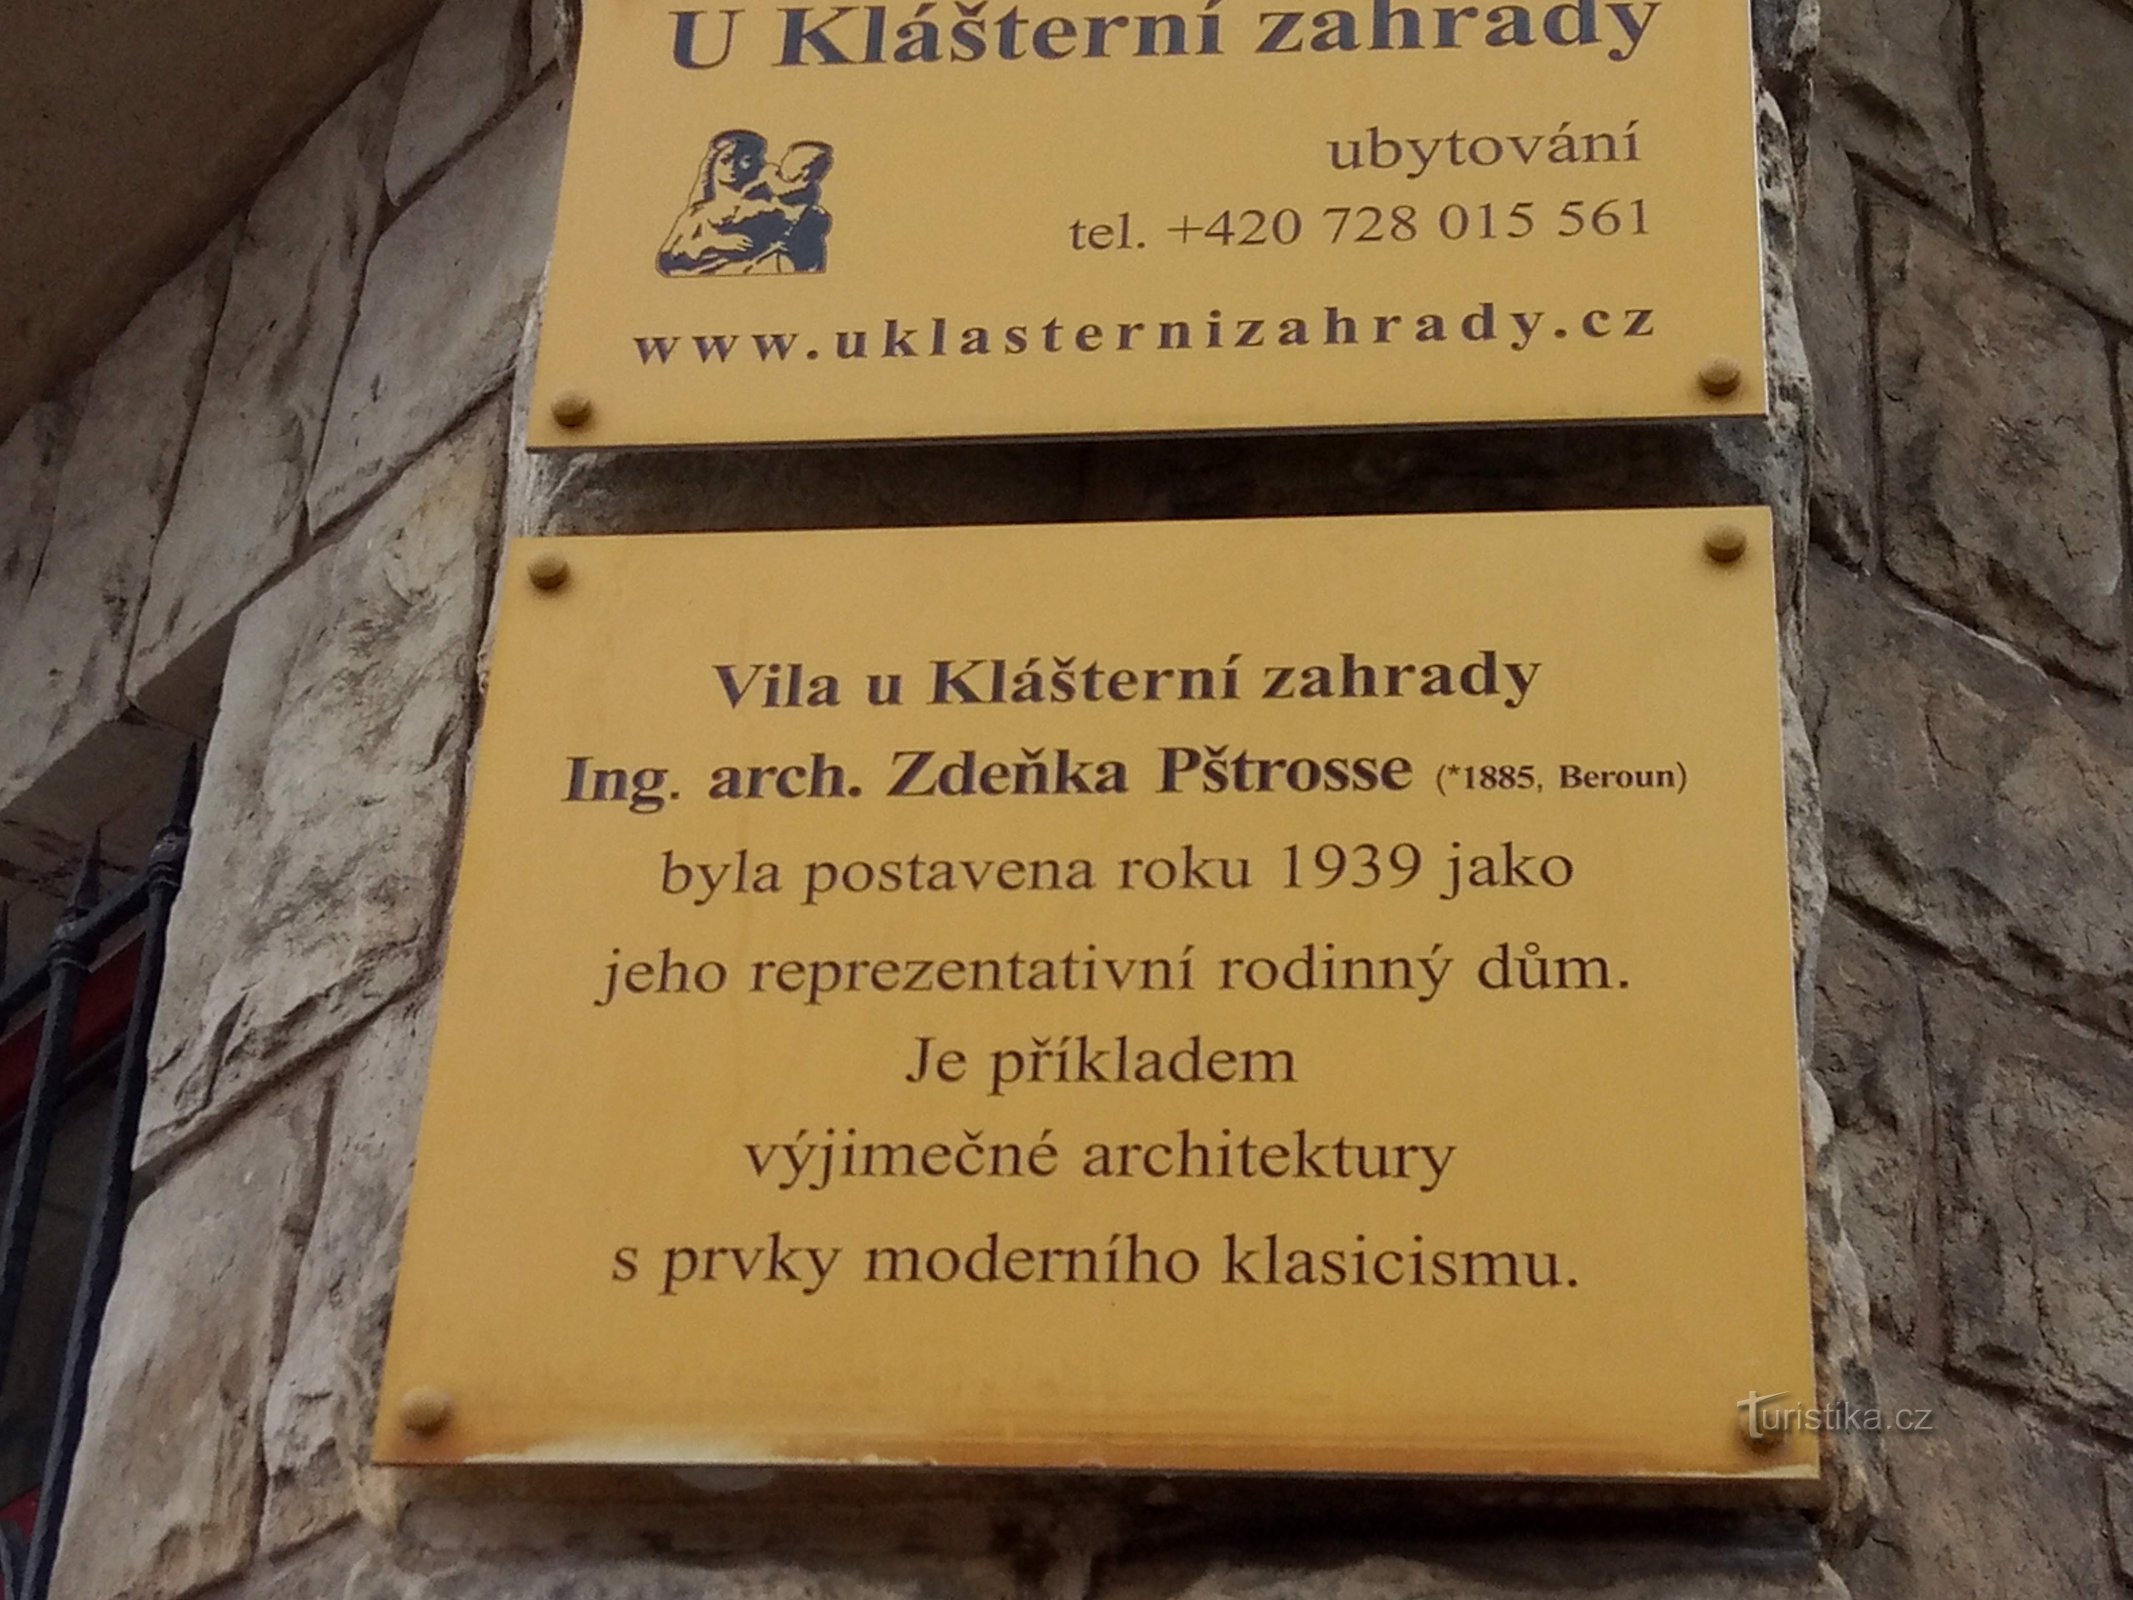 U Klášterní zahrady
ubytování
tel. +420 728 015 561
www.uklasternizahrady.cz
Vila u Klášterní zahrady
Ing. arch. Zdeňka Pštrosse (*1885, Beroun)
byla postavena roku 1939 jako
jeho reprezentativní rodinný dům.
Je příkladem
výjimečné architektury
s prvky moderního klasicismu.
Turistika.cz